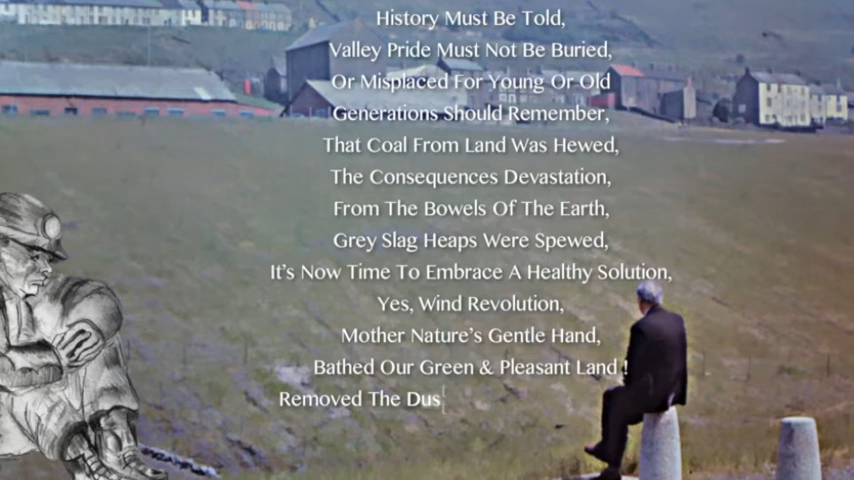 History Must Be Told,
Valley Pride Must Not Be Buried,
Or Misplaced For Young Or Old
Generations Should Remember,
That Coal From Land Was Hewed,
The Consequences Devastation,
From The Bowels Of The Earth,
Grey Slag Heaps Were Spewed,
It's Now Time To Embrace A Healthy Solution,
Yes, Wind Revolution,
Mother Nature's Gentle Hand,
Bathed Our Green & Pleasant Land !
Removed The Dus